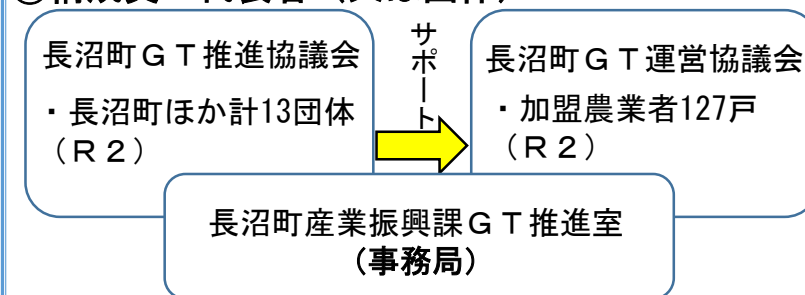 長沼町ＧＴ推進協議会
・長沼町ほか計13団体
（Ｒ２）
サポート
長沼町ＧＴ運営協議会
・加盟農業者127戸
（Ｒ２）
長沼町産業振興課ＧＴ推進室
（事務局）